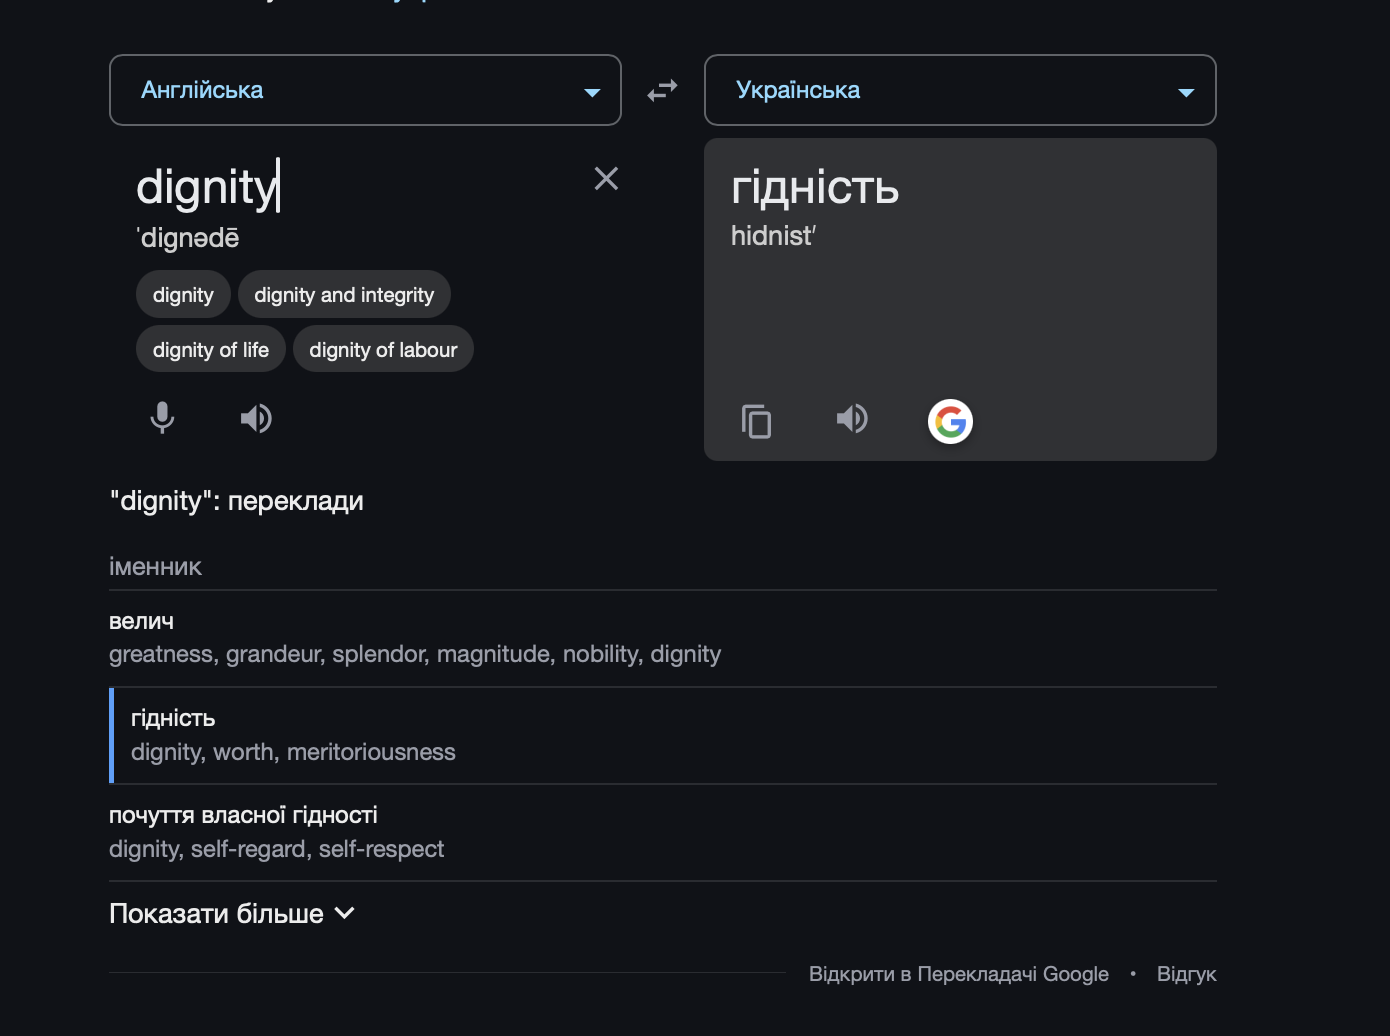 Англійська
Українська
dignity
ˈdiɡnədē
гідність
hidnistʹ
dignity
dignity and integrity
dignity of life
dignity of labour
"dignity": переклади
іменник
велич
greatness, grandeur, splendor, magnitude, nobility, dignity
гідність
dignity, worth, meritoriousness
почуття власної гідності
dignity, self-regard, self-respect
Показати більше
Відкрити в Перекладачі Google • Відгук